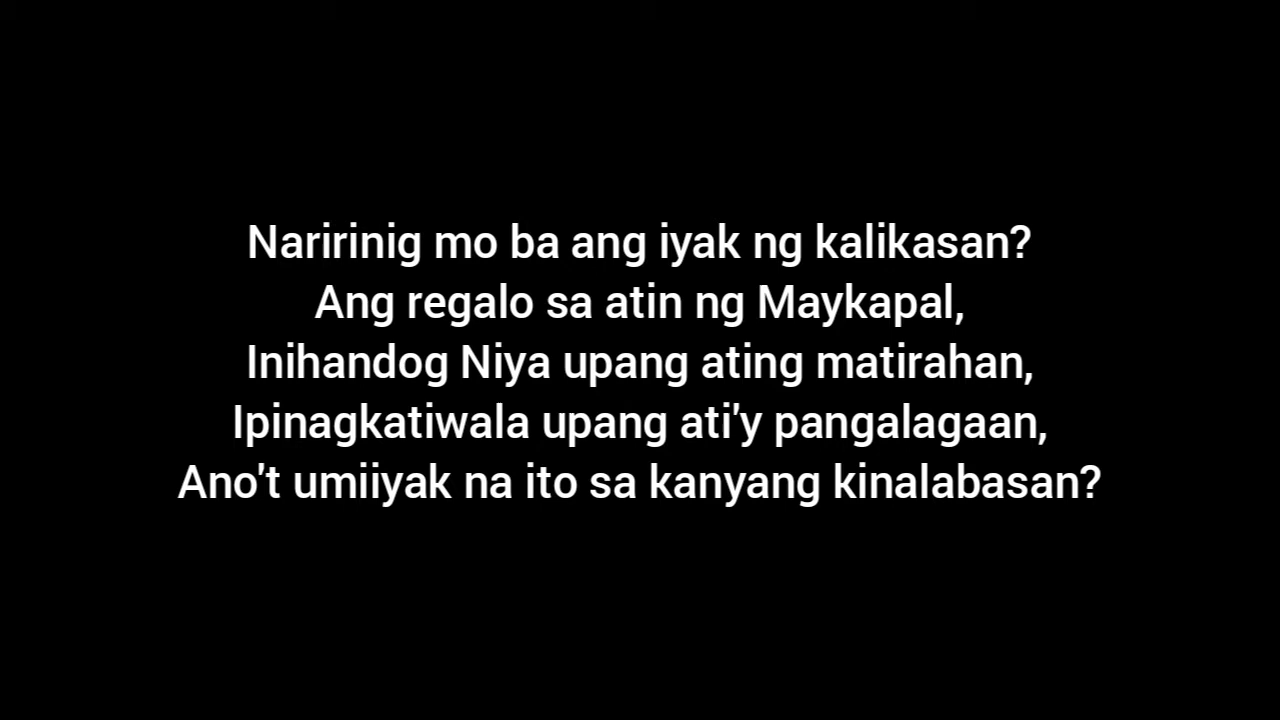 Naririnig mo ba ang iyak ng kalikasan?
Ang regalo sa atin ng Maykapal,
Inihandog Niya upang ating matirahan,
Ipinagkatiwala upang ati'y pangalagaan,
Ano't umiiyak na ito sa kanyang kinalabasan?